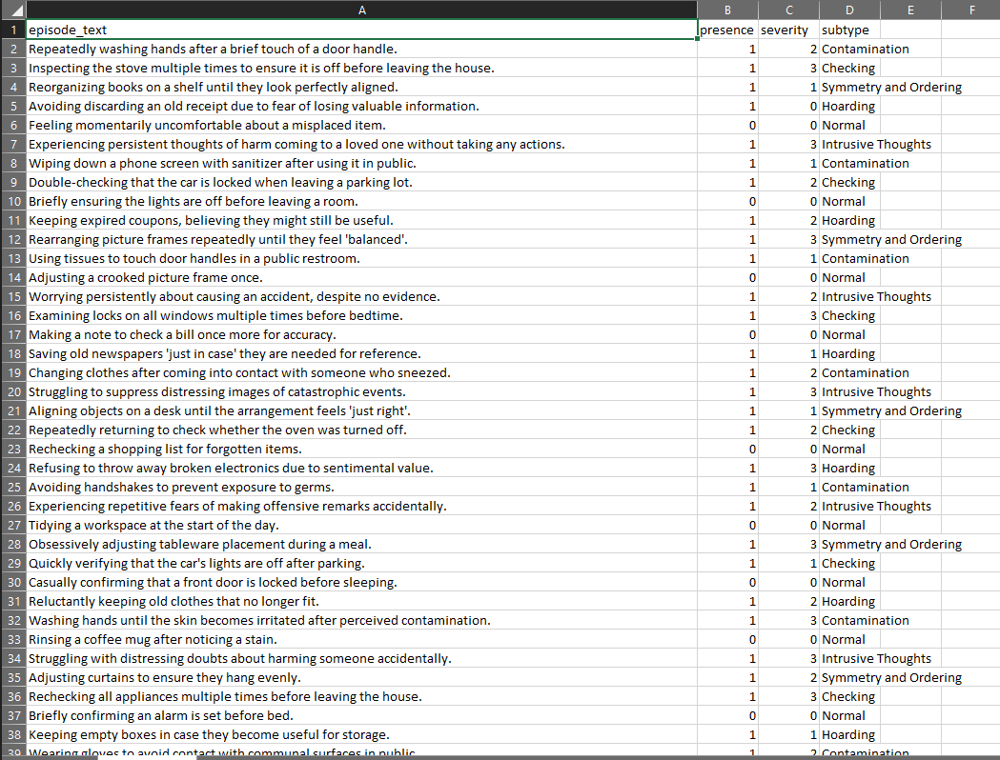 A B C D E F
1 episode_text presence severity subtype
2 Repeatedly washing hands after a brief touch of a door handle. 1 2 Contamination
3 Inspecting the stove multiple times to ensure it is off before leaving the house. 1 3 Checking
4 Reorganizing books on a shelf until they look perfectly aligned. 1 1 Symmetry and Ordering
5 Avoiding discarding an old receipt due to fear of losing valuable information. 1 0 Hoarding
6 Feeling momentarily uncomfortable about a misplaced item. 0 0 Normal
7 Experiencing persistent thoughts of harm coming to a loved one without taking any actions. 1 3 Intrusive Thoughts
8 Wiping down a phone screen with sanitizer after using it in public. 1 1 Contamination
9 Double-checking that the car is locked when leaving a parking lot. 1 2 Checking
10 Briefly ensuring the lights are off before leaving a room. 0 0 Normal
11 Keeping expired coupons, believing they might still be useful. 1 2 Hoarding
12 Rearranging picture frames repeatedly until they feel 'balanced'. 1 3 Symmetry and Ordering
13 Using tissues to touch door handles in a public restroom. 1 1 Contamination
14 Adjusting a crooked picture frame once. 0 0 Normal
15 Worrying persistently about causing an accident, despite no evidence. 1 2 Intrusive Thoughts
16 Examining locks on all windows multiple times before bedtime. 1 3 Checking
17 Making a note to check a bill once more for accuracy. 0 0 Normal
18 Saving old newspapers 'just in case' they are needed for reference. 1 1 Hoarding
19 Changing clothes after coming into contact with someone who sneezed. 1 2 Contamination
20 Struggling to suppress distressing images of catastrophic events. 1 3 Intrusive Thoughts
21 Aligning objects on a desk until the arrangement feels 'just right'. 1 1 Symmetry and Ordering
22 Repeatedly returning to check whether the oven was turned off. 1 2 Checking
23 Rechecking a shopping list for forgotten items. 0 0 Normal
24 Refusing to throw away broken electronics due to sentimental value. 1 3 Hoarding
25 Avoiding handshakes to prevent exposure to germs. 1 1 Contamination
26 Experiencing repetitive fears of making offensive remarks accidentally. 1 2 Intrusive Thoughts
27 Tidying a workspace at the start of the day. 0 0 Normal
28 Obsessively adjusting tableware placement during a meal. 1 3 Symmetry and Ordering
29 Quickly verifying that the car's lights are off after parking. 1 1 Checking
30 Casually confirming that a front door is locked before sleeping. 0 0 Normal
31 Reluctantly keeping old clothes that no longer fit. 1 2 Hoarding
32 Washing hands until the skin becomes irritated after perceived contamination. 1 3 Contamination
33 Rinsing a coffee mug after noticing a stain. 0 0 Normal
34 Struggling with distressing doubts about harming someone accidentally. 1 3 Intrusive Thoughts
35 Adjusting curtains to ensure they hang evenly. 1 2 Symmetry and Ordering
36 Rechecking all appliances multiple times before leaving the house. 1 3 Checking
37 Briefly confirming an alarm is set before bed. 0 0 Normal
38 Keeping empty boxes in case they become useful for storage. 1 1 Hoarding
39 Wearing gloves to avoid contact with communal surfaces in public. 1 2 Contamination